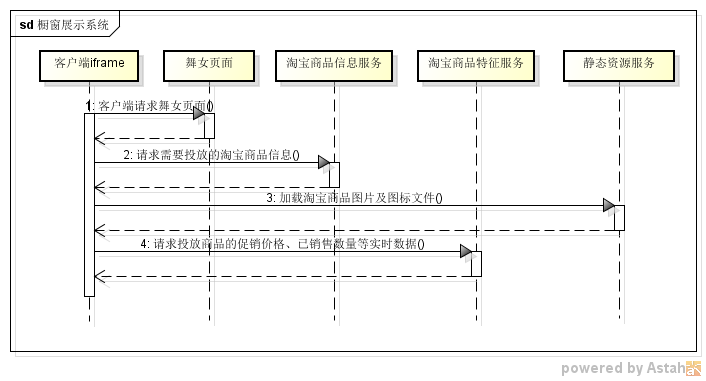 sd 橱窗展示系统
客户端iframe
舞女页面
淘宝商品信息服务
淘宝商品特征服务
静态资源服务
1: 客户端请求舞女页面()
2: 请求需要投放的淘宝商品信息()
3: 加载淘宝商品图片及图标文件()
4: 请求投放商品的促销价格、已销售数量等实时数据()
powered by Astah